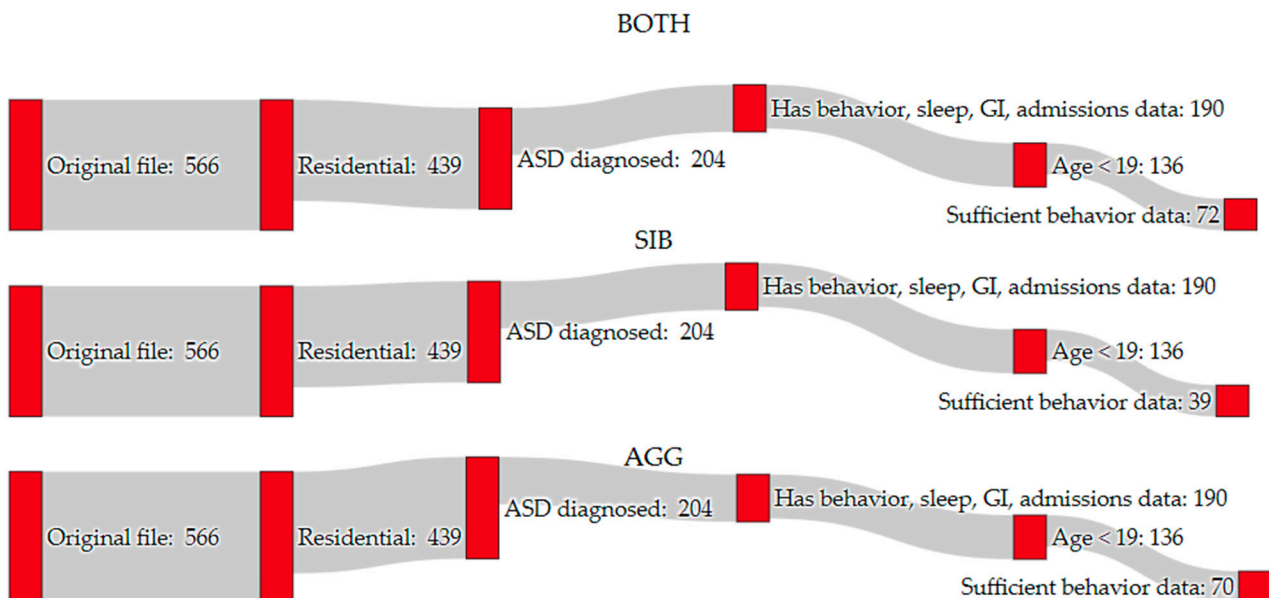 BOTH
Original file: 566
Residential: 439
ASD diagnosed: 204
Has behavior, sleep, GI, admissions data: 190
Age < 19: 136
Sufficient behavior data: 72
SIB
Original file: 566
Residential: 439
ASD diagnosed: 204
Has behavior, sleep, GI, admissions data: 190
Age < 19: 136
Sufficient behavior data: 39
AGG
Original file: 566
Residential: 439
ASD diagnosed: 204
Has behavior, sleep, GI, admissions data: 190
Age < 19: 136
Sufficient behavior data: 70